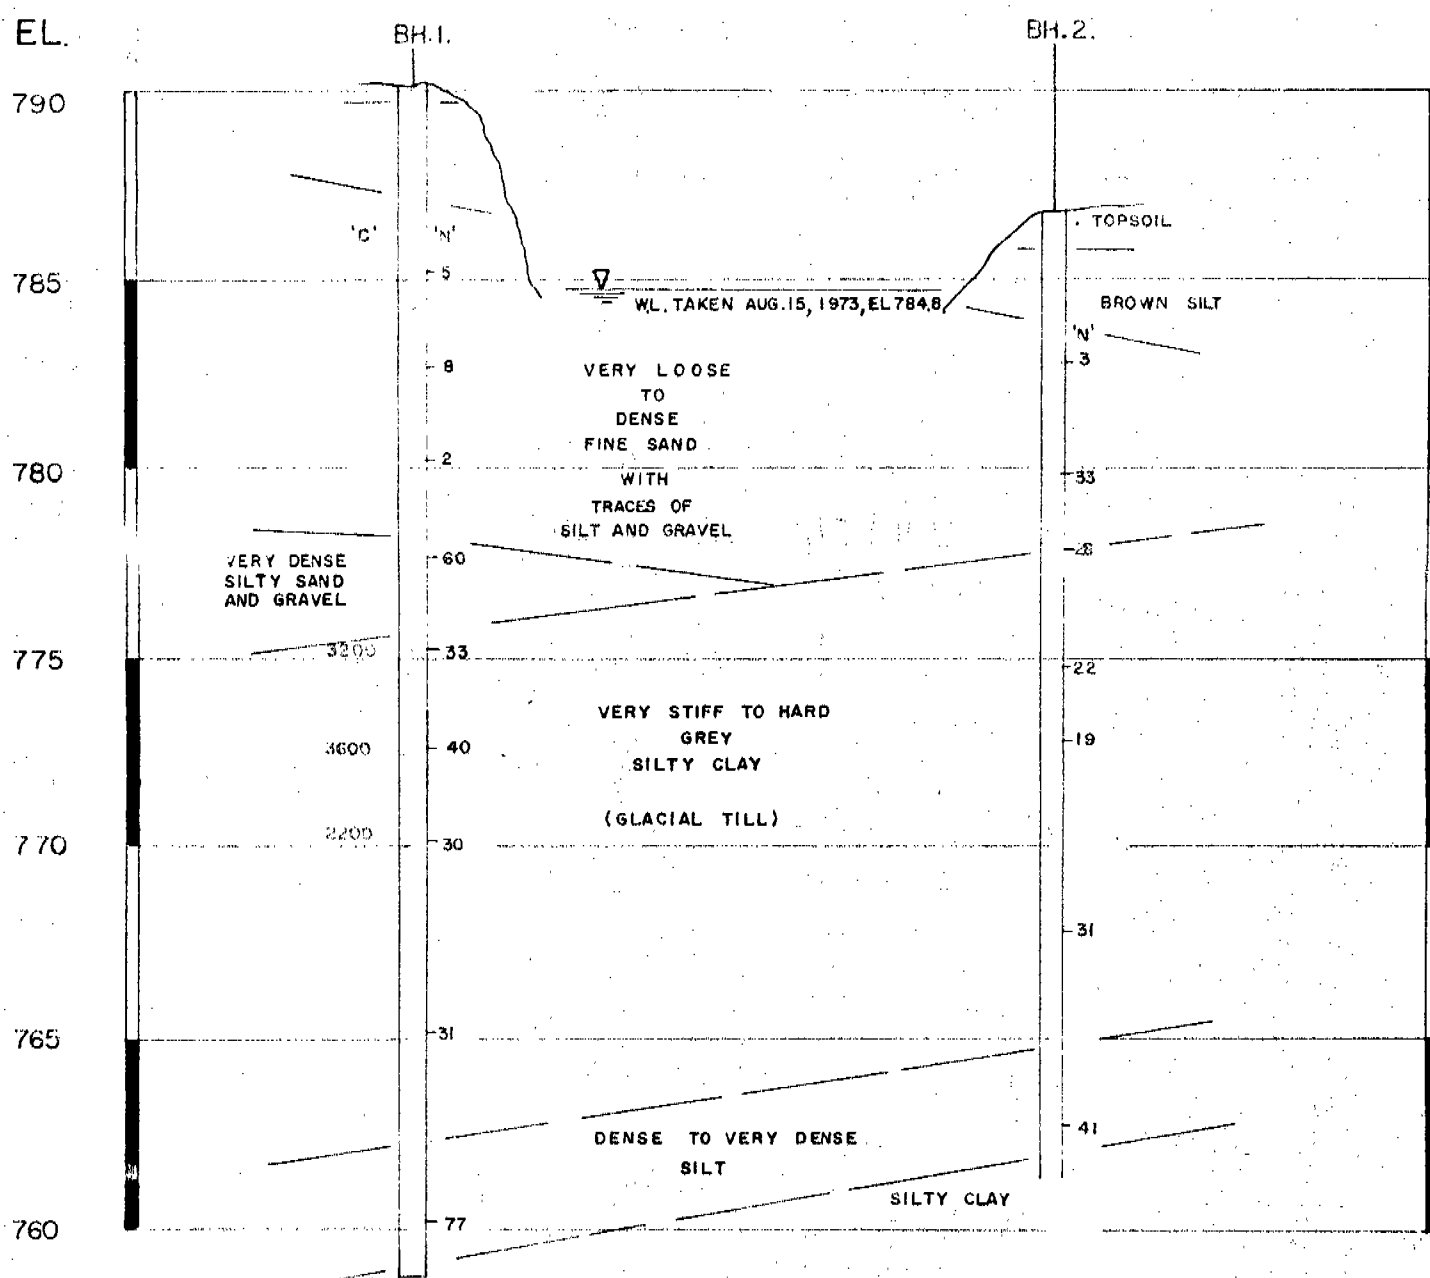 EL.
BH.1.
BH.2.
790
TOPSOIL
'C' 'N'
5
785
BROWN SILT
W.L. TAKEN AUG.15, 1973, EL 784.8
'N'
3
8
VERY LOOSE
TO
DENSE
FINE SAND
2
780
33
WITH
TRACES OF
SILT AND GRAVEL
28
60
VERY DENSE
SILTY SAND
AND GRAVEL
3200
33
775
22
VERY STIFF TO HARD
GREY
SILTY CLAY
3600
40
19
(GLACIAL TILL)
2200
30
770
31
31
765
41
DENSE TO VERY DENSE
SILT
SILTY CLAY
77
760